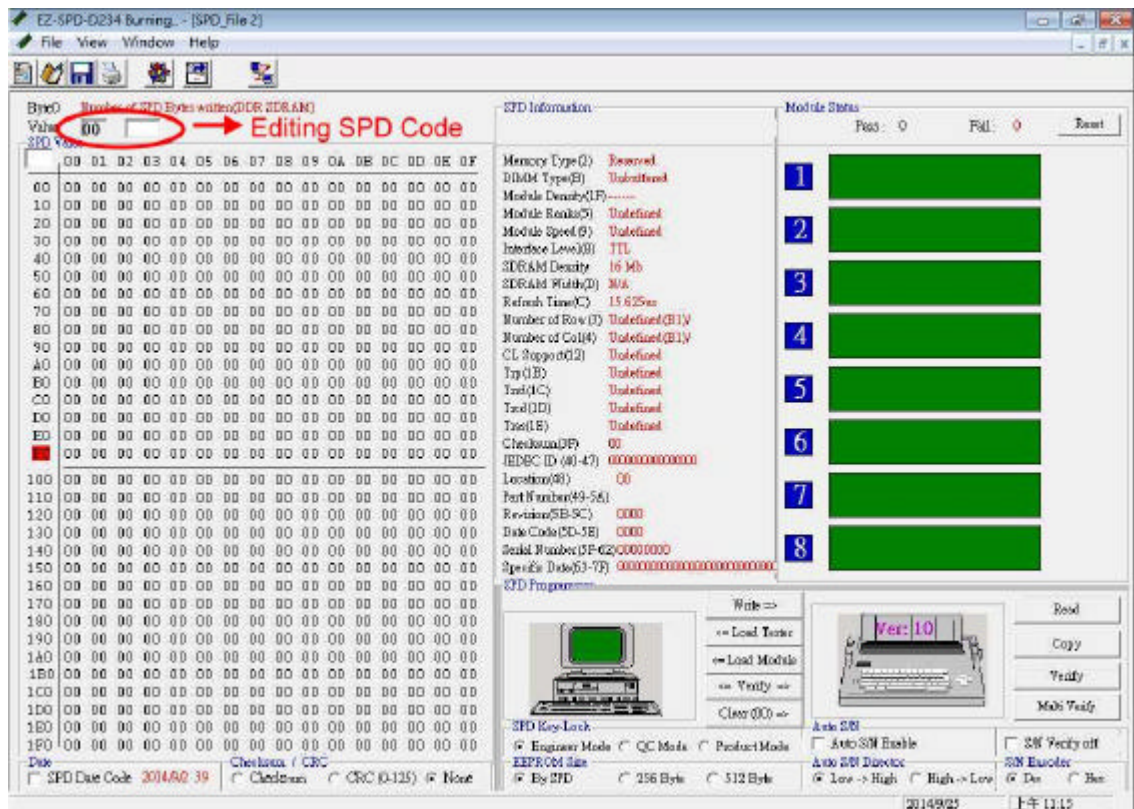 EZ-SPD-D234 Burning.. - [SPD_File 2]
File View Window Help
Byte0 Number of SPD Bytes written(DDR SDRAM)
Value 00
Editing SPD Code
SPD Value
00 01 02 03 04 05 06 07 08 09 0A 0B 0C 0D 0E 0F
00 00 00 00 00 00 00 00 00 00 00 00 00 00 00 00 00
10 00 00 00 00 00 00 00 00 00 00 00 00 00 00 00 00
20 00 00 00 00 00 00 00 00 00 00 00 00 00 00 00 00
30 00 00 00 00 00 00 00 00 00 00 00 00 00 00 00 00
40 00 00 00 00 00 00 00 00 00 00 00 00 00 00 00 00
50 00 00 00 00 00 00 00 00 00 00 00 00 00 00 00 00
60 00 00 00 00 00 00 00 00 00 00 00 00 00 00 00 00
70 00 00 00 00 00 00 00 00 00 00 00 00 00 00 00 00
80 00 00 00 00 00 00 00 00 00 00 00 00 00 00 00 00
90 00 00 00 00 00 00 00 00 00 00 00 00 00 00 00 00
A0 00 00 00 00 00 00 00 00 00 00 00 00 00 00 00 00
B0 00 00 00 00 00 00 00 00 00 00 00 00 00 00 00 00
C0 00 00 00 00 00 00 00 00 00 00 00 00 00 00 00 00
D0 00 00 00 00 00 00 00 00 00 00 00 00 00 00 00 00
E0 00 00 00 00 00 00 00 00 00 00 00 00 00 00 00 00
00 00 00 00 00 00 00 00 00 00 00 00 00 00 00 00
100 00 00 00 00 00 00 00 00 00 00 00 00 00 00 00 00
110 00 00 00 00 00 00 00 00 00 00 00 00 00 00 00 00
120 00 00 00 00 00 00 00 00 00 00 00 00 00 00 00 00
130 00 00 00 00 00 00 00 00 00 00 00 00 00 00 00 00
140 00 00 00 00 00 00 00 00 00 00 00 00 00 00 00 00
150 00 00 00 00 00 00 00 00 00 00 00 00 00 00 00 00
160 00 00 00 00 00 00 00 00 00 00 00 00 00 00 00 00
170 00 00 00 00 00 00 00 00 00 00 00 00 00 00 00 00
180 00 00 00 00 00 00 00 00 00 00 00 00 00 00 00 00
190 00 00 00 00 00 00 00 00 00 00 00 00 00 00 00 00
1A0 00 00 00 00 00 00 00 00 00 00 00 00 00 00 00 00
1B0 00 00 00 00 00 00 00 00 00 00 00 00 00 00 00 00
1C0 00 00 00 00 00 00 00 00 00 00 00 00 00 00 00 00
1D0 00 00 00 00 00 00 00 00 00 00 00 00 00 00 00 00
1E0 00 00 00 00 00 00 00 00 00 00 00 00 00 00 00 00
1F0 00 00 00 00 00 00 00 00 00 00 00 00 00 00 00 00
Date
SPD Date Code 39
Checksum / CRC
Checksum CRC (0-125) None
SPD Information
Memory Type(2) Reserved
DIMM Type(B) Unbuffered
Module Density(1F)------
Module Ranks(5) Undefined
Module Speed (9) Undefined
Interface Level(8) TTL
SDRAM Density 16 Mb
SDRAM Width(D) N/A
Refresh Time(C) 15.625us
Number of Row (3) Undefined(B1)/
Number of Col(4) Undefined(B1)/
CL Support(12) Undefined
Trp(1B) Undefined
Trrd(1C) Undefined
Trcd(1D) Undefined
Tras(1E) Undefined
Checksum(3F) 00
JEDEC ID (40-47) 0000000000000000
Location(48) 00
Part Number(49-5A)
Revision(5B-5C) 0000
Date Code (5D-5E) 0000
Serial Number (5F-62)00000000
Specific Date(63-7F)
SPD Programmer
Write =>
<= Load Tester
<= Load Module
<= Verify =>
Clear (00) =>
SPD Key-Lock
Engineer Mode QC Mode Product Mode
EEPROM Size
By SPD 256 Byte 512 Byte
Module Status
Pass : 0 Fail : 0 Reset
1
2
3
4
5
6
7
8
Ver: 10
Read
Copy
Verify
Multi Verify
Auto S/N
Auto S/N Enable S/N Verify off
Auto S/N Director
Low -> High High -> Low
S/N Encoder
Dec Hex
2014/9/25 上午 11:15